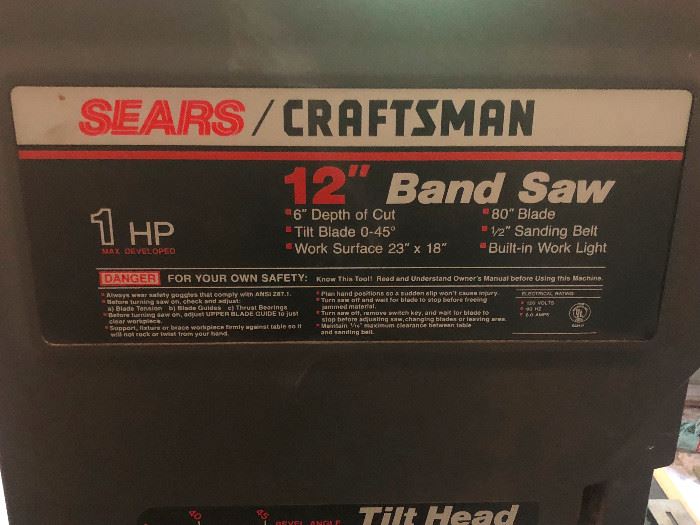 SEARS / CRAFTSMAN
12" Band Saw
1 HP
MAX. DEVELOPED
6" Depth of Cut
Tilt Blade 0-45°
Work Surface 23" x 18"
80" Blade
1/2" Sanding Belt
Built-in Work Light
DANGER FOR YOUR OWN SAFETY: Know This Tool! Read and Understand Owner's Manual before Using this Machine.
Always wear safety goggles that comply with ANSI Z87.1.
Before turning saw on, check and adjust:
a) Blade Tension b) Blade Guides c) Thrust Bearings
Before turning saw on, adjust UPPER BLADE GUIDE to just
clear workpiece.
Support, fixture or brace workpiece firmly against table so it
will not rock or twist from your hand.
Plan hand positions so a sudden slip won't cause injury.
Turn saw off and wait for blade to stop before freeing
jammed material.
Turn saw off, remove switch key, and wait for blade to
stop before adjusting saw, changing blades or leaving area.
Maintain 1/16" maximum clearance between table
and sanding belt.
ELECTRICAL RATING
120 VOLTS
60 HZ
UL
40
45
BEVEL ANGLE
Tilt Head